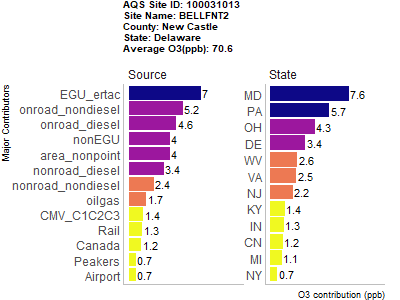 AQS Site ID: 100031013
Site Name: BELLFNT2
County: New Castle
State: Delaware
Average O3(ppb): 70.6
Major Contributors
Source
EGU_ertac 7
onroad_nondiesel 5.2
onroad_diesel 4.6
nonEGU 4
area_nonpoint 4
nonroad_diesel 3.4
nonroad_nondiesel 2.4
oilgas 1.7
CMV_C1C2C3 1.4
Rail 1.3
Canada 1.2
Peakers 0.7
Airport 0.7
State
MD 7.6
PA 5.7
OH 4.3
DE 3.4
WV 2.6
VA 2.5
NJ 2.2
KY 1.4
IN 1.3
CN 1.2
MI 1.1
NY 0.7
O3 contribution (ppb)